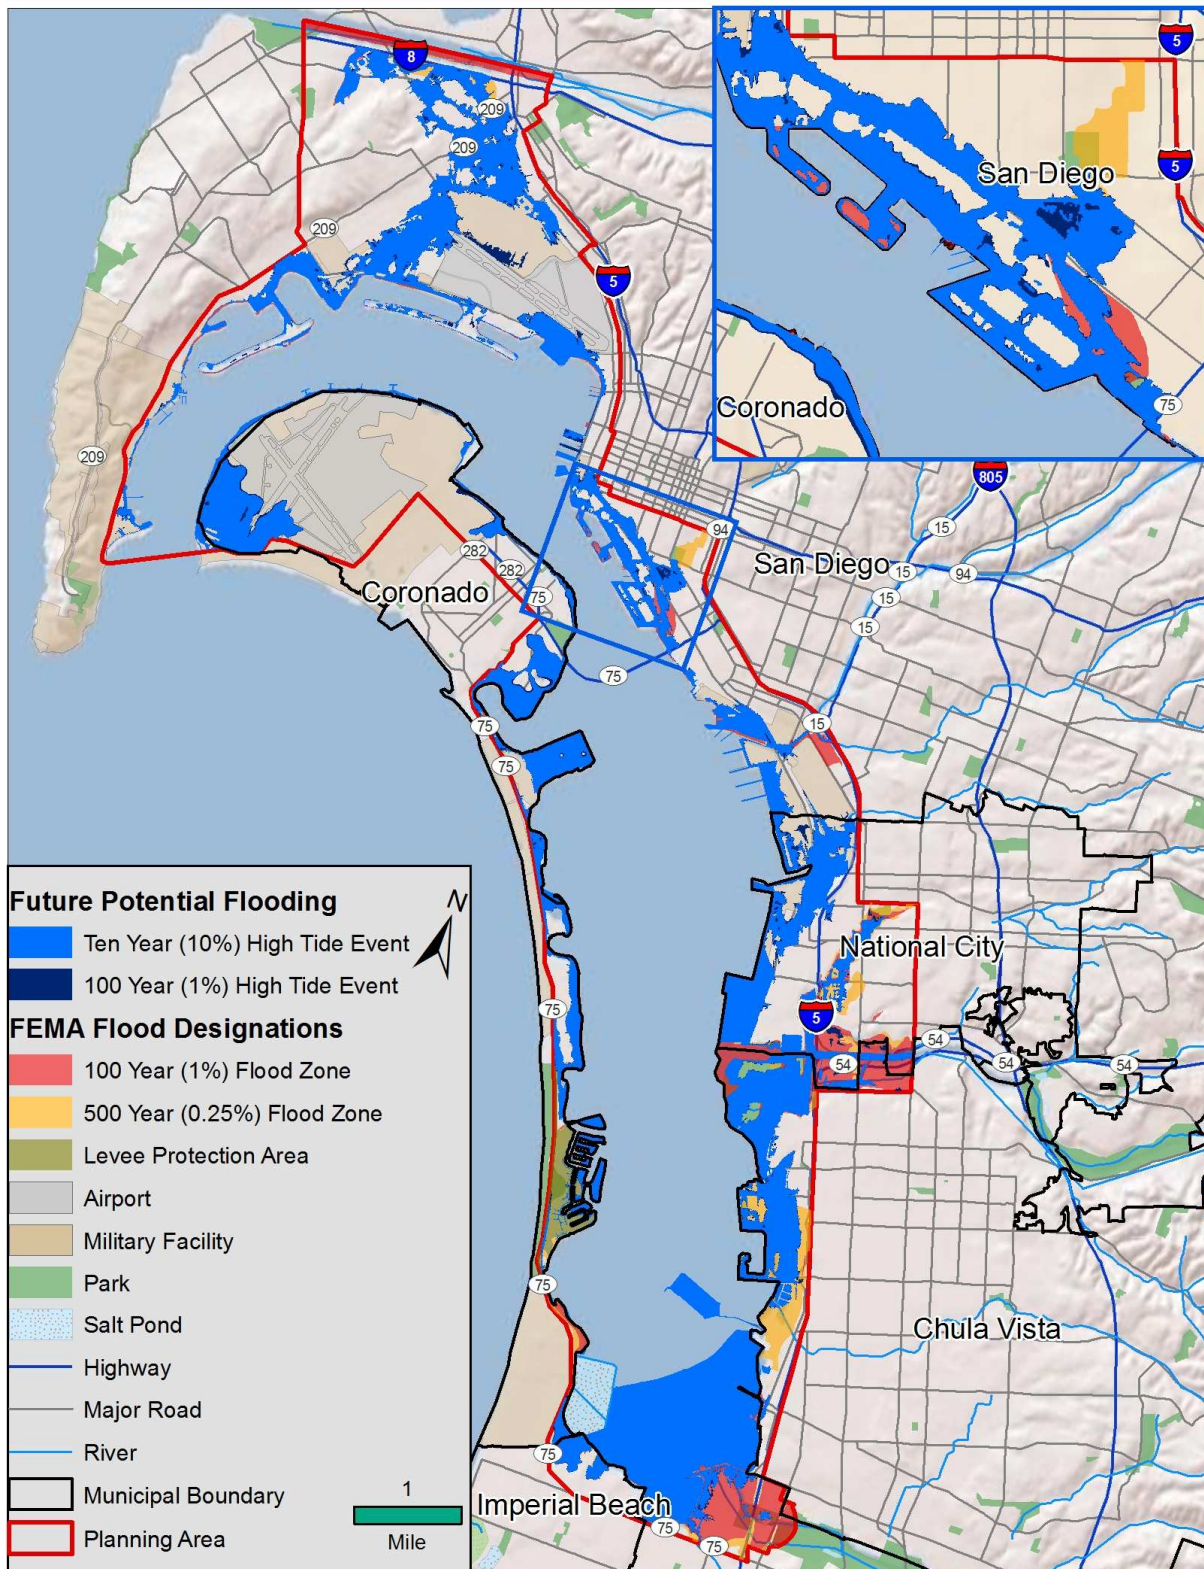 8
209
209
209
209
5
San Diego
5
5
75
Coronado
805
15
94
San Diego
15
94
15
15
282
282
75
Coronado
75
75
75
15
National City
5
54
54
54
54
75
75
Chula Vista
75
Imperial Beach
75
75
Future Potential Flooding
Ten Year (10%) High Tide Event
100 Year (1%) High Tide Event
FEMA Flood Designations
100 Year (1%) Flood Zone
500 Year (0.25%) Flood Zone
Levee Protection Area
Airport
Military Facility
Park
Salt Pond
Highway
Major Road
River
Municipal Boundary
Planning Area
N
1
Mile